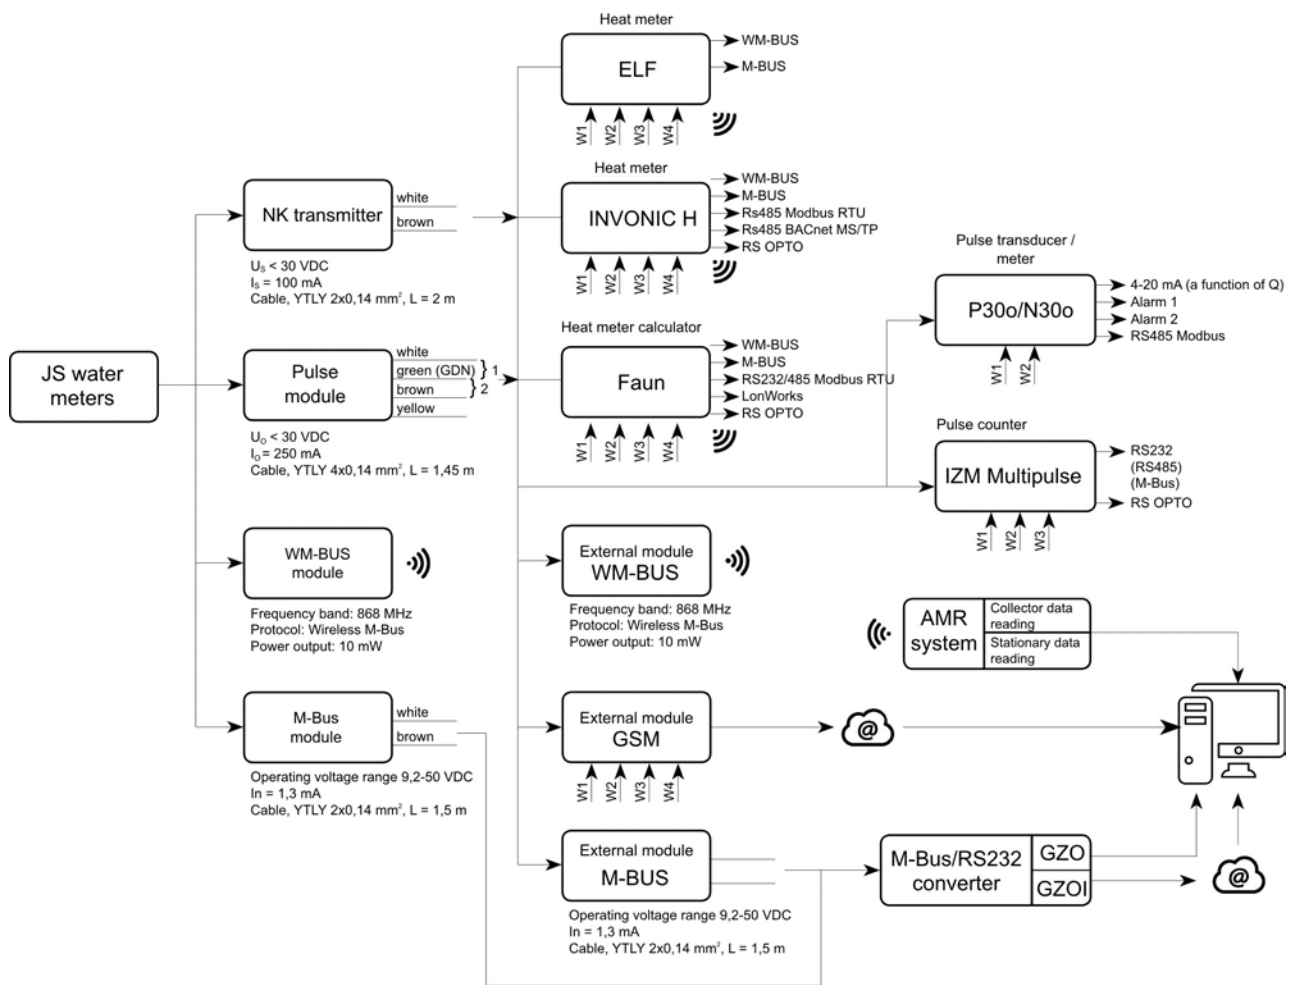 JS water
meters
NK transmitter
white
brown
Uₛ < 30 VDC
Iₛ = 100 mA
Cable, YTLY 2x0,14 mm², L = 2 m
Pulse
module
white
green (GDN)
brown
yellow
1
2
U₀ < 30 VDC
I₀ = 250 mA
Cable, YTLY 4x0,14 mm², L = 1,45 m
WM-BUS
module
Frequency band: 868 MHz
Protocol: Wireless M-Bus
Power output: 10 mW
M-Bus
module
white
brown
Operating voltage range 9,2-50 VDC
In = 1,3 mA
Cable, YTLY 2x0,14 mm², L = 1,5 m
Heat meter
ELF
WM-BUS
M-BUS
W1
W2
W3
W4
Heat meter
INVONIC H
WM-BUS
M-BUS
Rs485 Modbus RTU
Rs485 BACnet MS/TP
RS OPTO
W1
W2
W3
W4
Heat meter calculator
Faun
WM-BUS
M-BUS
RS232/485 Modbus RTU
LonWorks
RS OPTO
W1
W2
W3
W4
External module
WM-BUS
Frequency band: 868 MHz
Protocol: Wireless M-Bus
Power output: 10 mW
External module
GSM
W1
W2
W3
W4
@
External module
M-BUS
Operating voltage range 9,2-50 VDC
In = 1,3 mA
Cable, YTLY 2x0,14 mm², L = 1,5 m
Pulse transducer /
meter
P30o/N30o
4-20 mA (a function of Q)
Alarm 1
Alarm 2
RS485 Modbus
W1
W2
Pulse counter
IZM Multipulse
RS232
(RS485)
(M-Bus)
RS OPTO
W1
W2
W3
AMR
system
Collector data
reading
Stationary data
reading
M-Bus/RS232
converter
GZO
GZOI
@